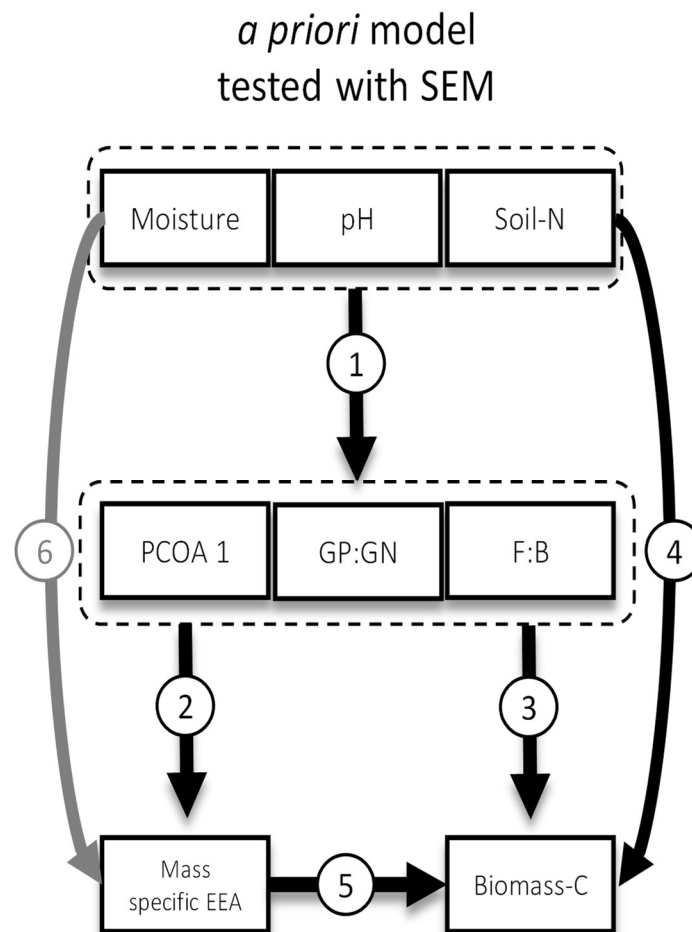 a priori model
tested with SEM
Moisture
pH
Soil-N
1
6
PCOA 1
GP:GN
F:B
4
2
3
Mass
specific EEA
5
Biomass-C